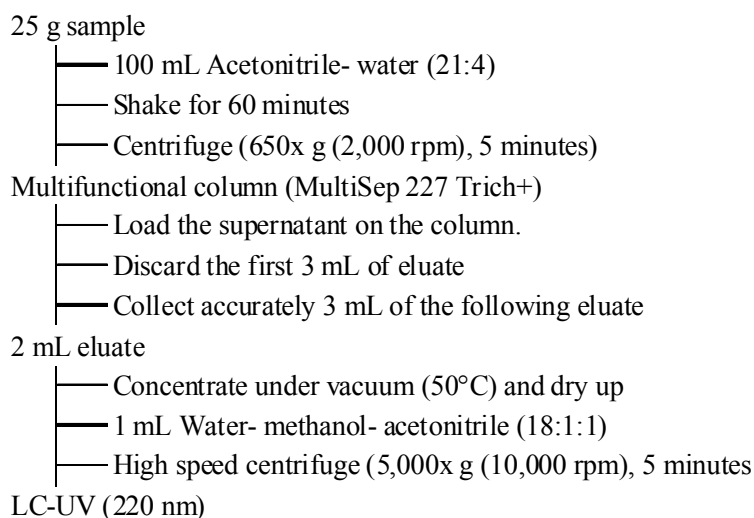 25 g sample
100 mL Acetonitrile- water (21:4)
Shake for 60 minutes
Centrifuge (650x g (2,000 rpm), 5 minutes)
Multifunctional column (MultiSep 227 Trich+)
Load the supernatant on the column.
Discard the first 3 mL of eluate
Collect accurately 3 mL of the following eluate
2 mL eluate
Concentrate under vacuum (50°C) and dry up
1 mL Water- methanol- acetonitrile (18:1:1)
High speed centrifuge (5,000x g (10,000 rpm), 5 minutes
LC-UV (220 nm)